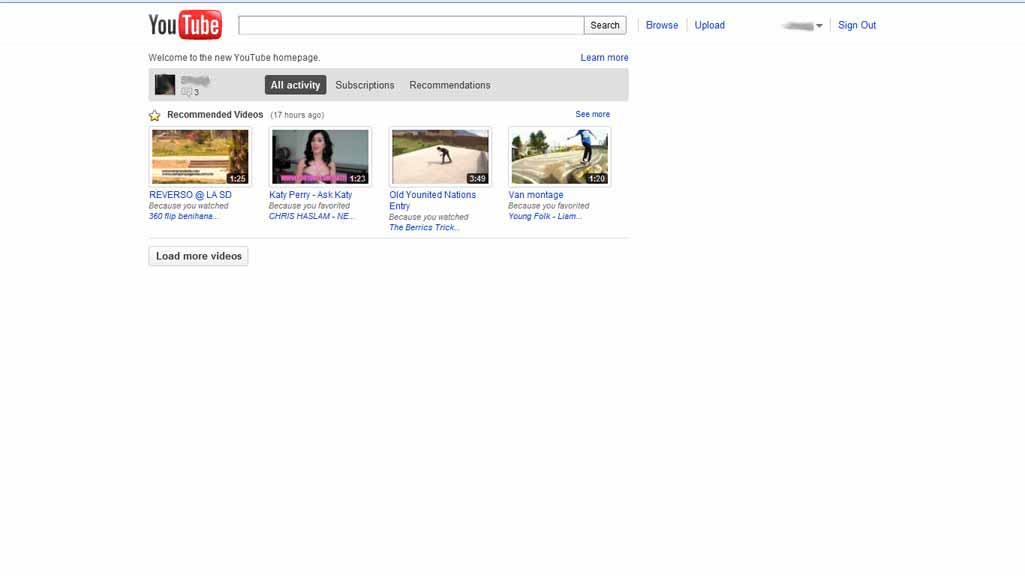 YouTube
Search
Browse
Upload
Sign Out
Welcome to the new YouTube homepage.
Learn more
3
All activity
Subscriptions
Recommendations
Recommended Videos (17 hours ago)
See more
1:25
1:23
3:49
1:20
REVERSO @ LA SD
Because you watched
360 flip benihana...
Katy Perry - Ask Katy
Because you favorited
CHRIS HASLAM - NE...
Old Younited Nations
Entry
Because you watched
The Berrics Trick...
Van montage
Because you favorited
Young Folk - Liam...
Load more videos